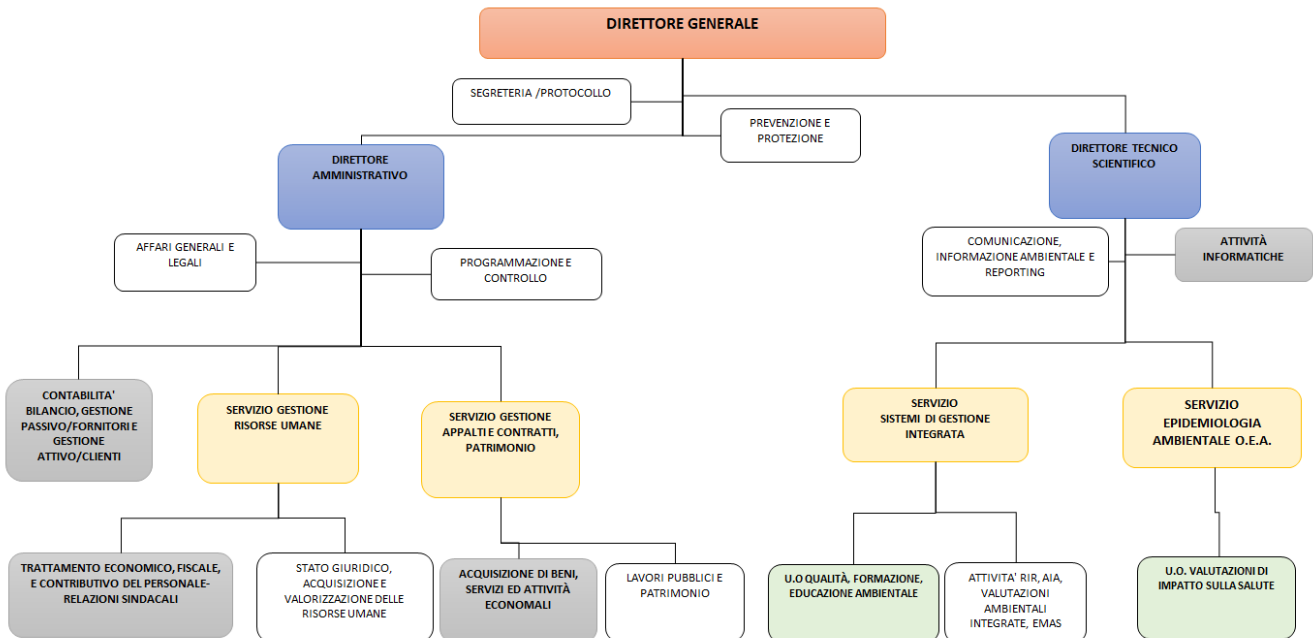 DIRETTORE GENERALE
SEGRETERIA /PROTOCOLLO
PREVENZIONE E
PROTEZIONE
DIRETTORE
AMMINISTRATIVO
DIRETTORE TECNICO
SCIENTIFICO
AFFARI GENERALI E
LEGALI
PROGRAMMAZIONE E
CONTROLLO
COMUNICAZIONE,
INFORMAZIONE AMBIENTALE E
REPORTING
ATTIVITÀ
INFORMATICHE
CONTABILITA'
BILANCIO, GESTIONE
PASSIVO/FORNITORI E
GESTIONE
ATTIVO/CLIENTI
SERVIZIO GESTIONE
RISORSE UMANE
SERVIZIO GESTIONE
APPALTI E CONTRATTI,
PATRIMONIO
SERVIZIO
SISTEMI DI GESTIONE
INTEGRATA
SERVIZIO
EPIDEMIOLOGIA
AMBIENTALE O.E.A.
TRATTAMENTO ECONOMICO, FISCALE,
E CONTRIBUTIVO DEL PERSONALE-
RELAZIONI SINDACALI
STATO GIURIDICO,
ACQUISIZIONE E
VALORIZZAZIONE DELLE
RISORSE UMANE
ACQUISIZIONE DI BENI,
SERVIZI ED ATTIVITÀ
ECONOMALI
LAVORI PUBBLICI E
PATRIMONIO
U.O QUALITÀ, FORMAZIONE,
EDUCAZIONE AMBIENTALE
ATTIVITA' RIR, AIA,
VALUTAZIONI
AMBIENTALI
INTEGRATE, EMAS
U.O. VALUTAZIONI DI
IMPATTO SULLA SALUTE